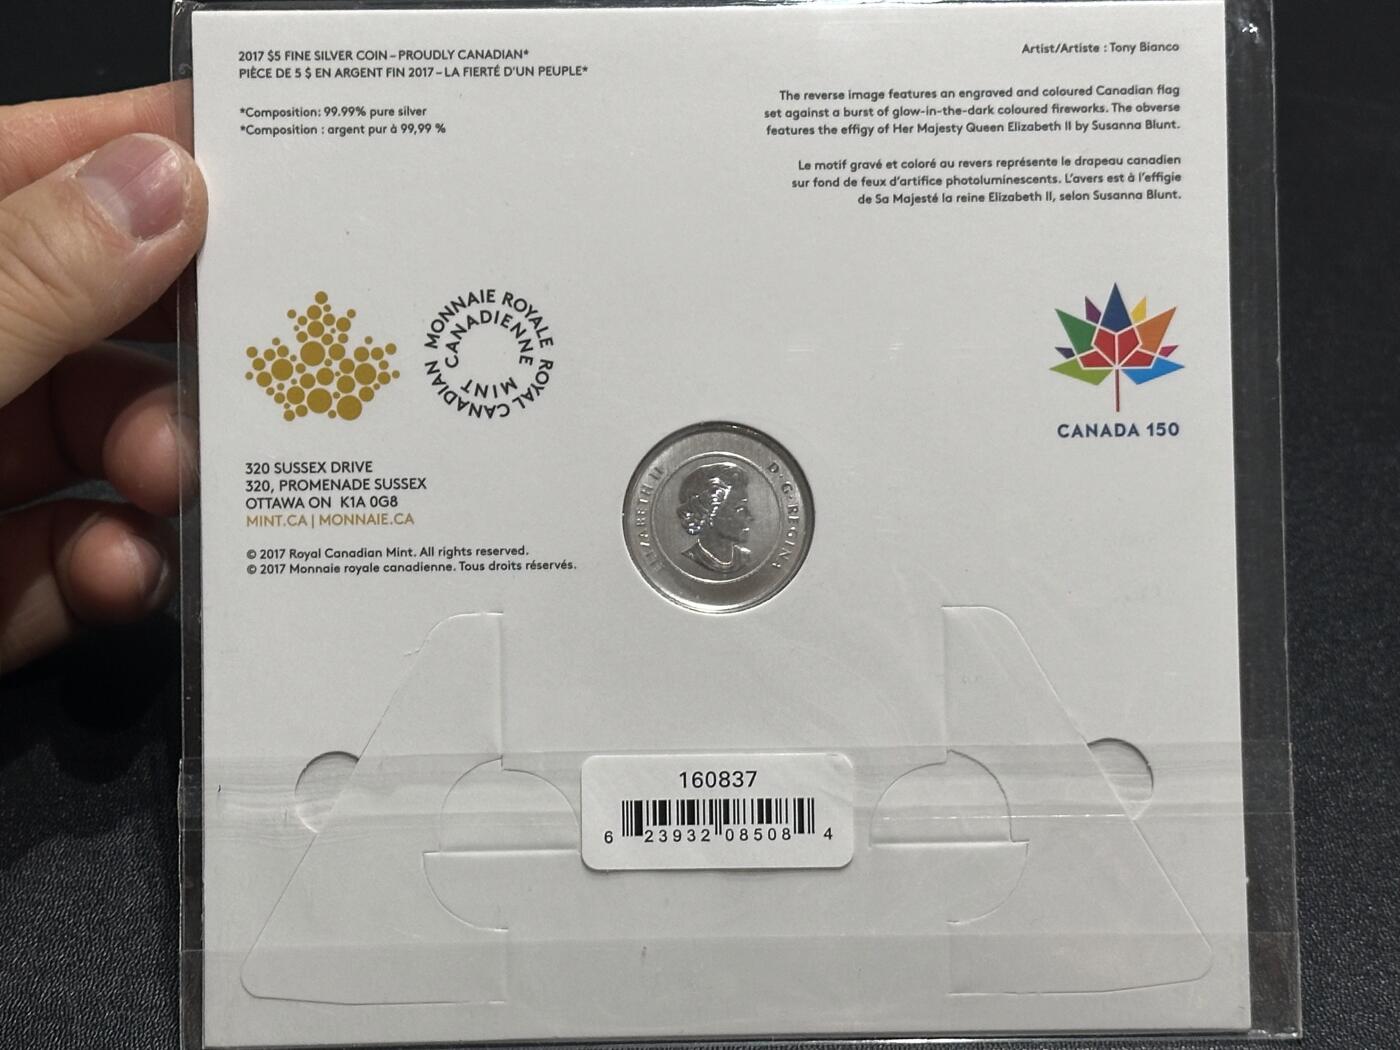 2017 $5 FINE SILVER COIN – PROUDLY CANADIAN*
PIÈCE DE 5 $ EN ARGENT FIN 2017 – LA FIERTÉ D'UN PEUPLE*
*Composition: 99.99% pure silver
*Composition : argent pur à 99,99 %
Artist/Artiste : Tony Bianco
The reverse image features an engraved and coloured Canadian flag
set against a burst of glow-in-the-dark coloured fireworks. The obverse
features the effigy of Her Majesty Queen Elizabeth II by Susanna Blunt.
Le motif gravé et coloré au revers représente le drapeau canadien
sur fond de feux d'artifice photoluminescents. L'avers est à l'effigie
de Sa Majesté la reine Elizabeth II, selon Susanna Blunt.
MONNAIE ROYALE CANADIENNE
ROYAL CANADIAN MINT
CANADA 150
320 SUSSEX DRIVE
320, PROMENADE SUSSEX
OTTAWA ON K1A 0G8
MINT.CA | MONNAIE.CA
© 2017 Royal Canadian Mint. All rights reserved.
© 2017 Monnaie royale canadienne. Tous droits réservés.
ELIZABETH II D·G·REGINA
160837
6 23932 08508 4